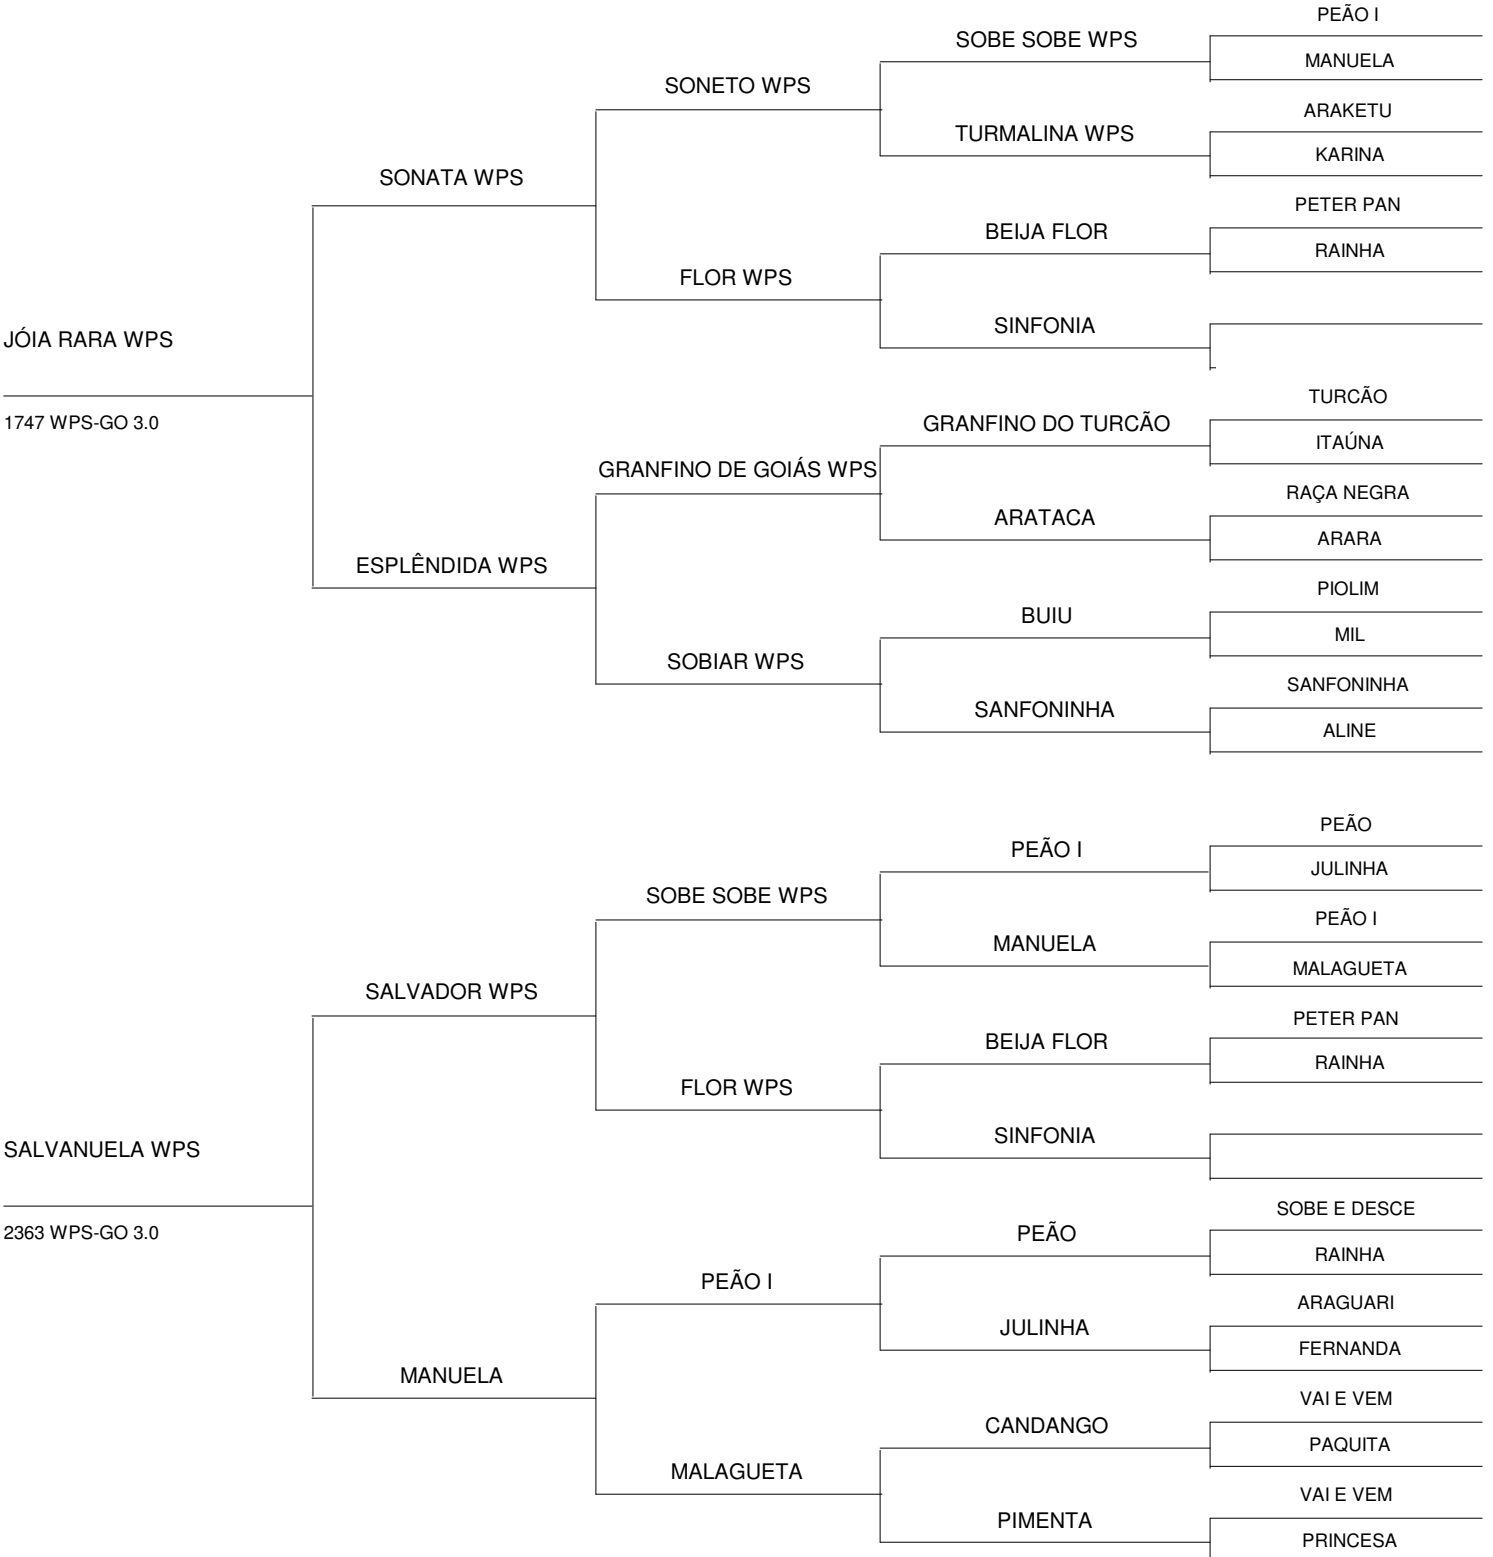 PEÃO I
SOBE SOBE WPS
MANUELA
SONETO WPS
ARAKETU
TURMALINA WPS
KARINA
SONATA WPS
PETER PAN
BEIJA FLOR
RAINHA
FLOR WPS
SINFONIA
JÓIA RARA WPS
TURCÃO
1747 WPS-GO 3.0
GRANFINO DO TURCÃO
ITAÚNA
GRANFINO DE GOIÁS WPS
RAÇA NEGRA
ARATACA
ARARA
ESPLÊNDIDA WPS
PIOLIM
BUIU
MIL
SOBIAR WPS
SANFONINHA
SANFONINHA
ALINE
PEÃO
PEÃO I
JULINHA
SOBE SOBE WPS
PEÃO I
MANUELA
MALAGUETA
SALVADOR WPS
PETER PAN
BEIJA FLOR
RAINHA
FLOR WPS
SINFONIA
SALVANUELA WPS
SOBE E DESCE
2363 WPS-GO 3.0
PEÃO
RAINHA
PEÃO I
ARAGUARI
JULINHA
FERNANDA
MANUELA
VAI E VEM
CANDANGO
PAQUITA
MALAGUETA
VAI E VEM
PIMENTA
PRINCESA